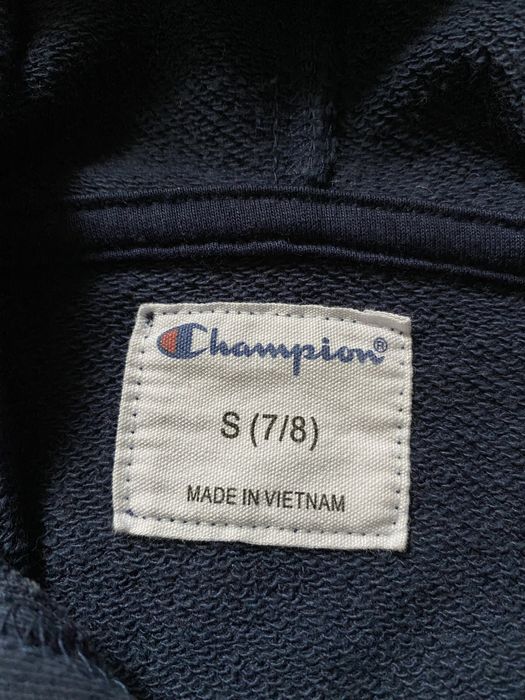 Champion®
S (7/8)
MADE IN VIETNAM